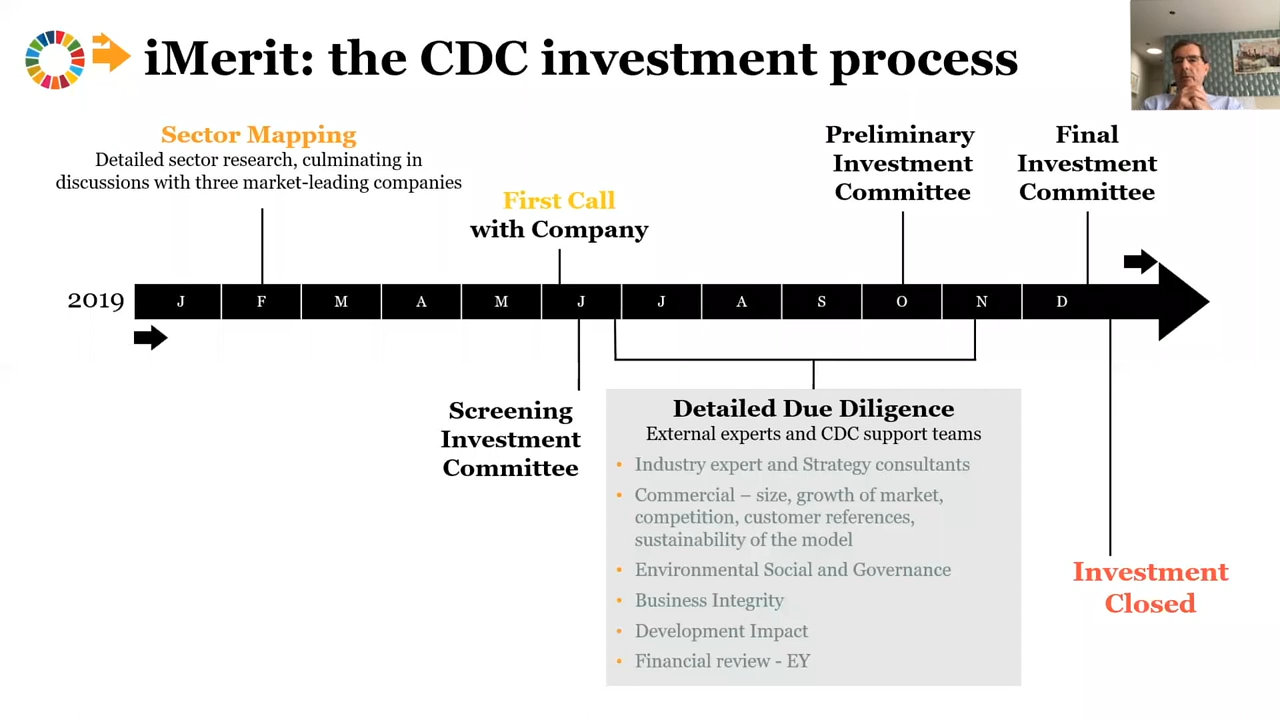 iMerit: the CDC investment process
Sector Mapping
Detailed sector research, culminating in
discussions with three market-leading companies
First Call
with Company
Preliminary
Investment
Committee
Final
Investment
Committee
2019
J F M A M J J A S O N D
Screening
Investment
Committee
Detailed Due Diligence
External experts and CDC support teams
• Industry expert and Strategy consultants
• Commercial – size, growth of market,
competition, customer references,
sustainability of the model
• Environmental Social and Governance
• Business Integrity
• Development Impact
• Financial review - EY
Investment
Closed